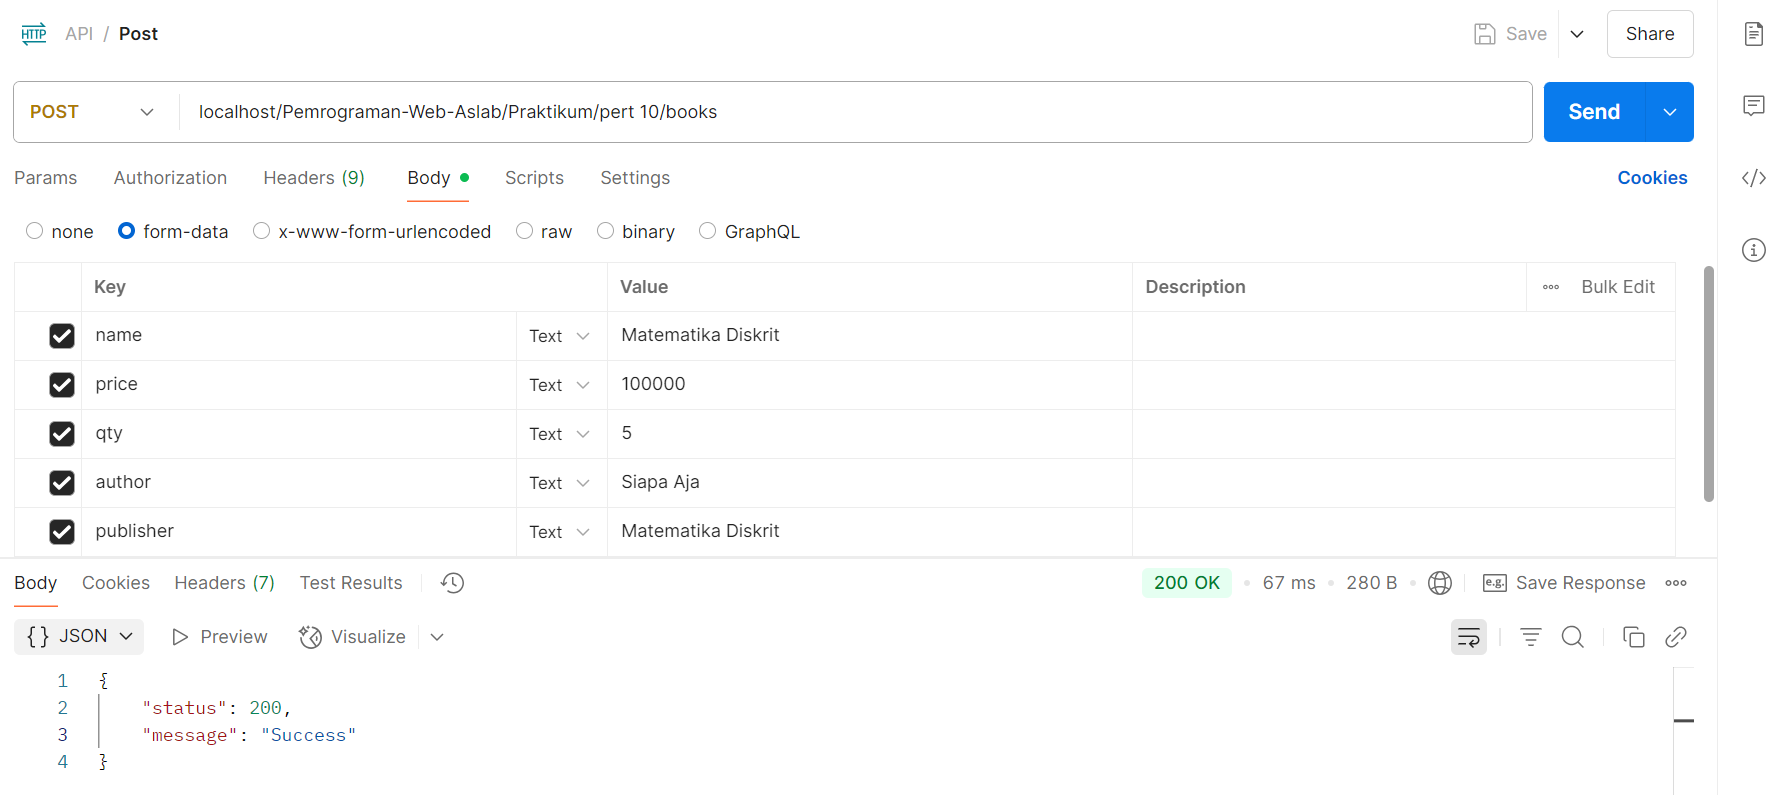 HTTP API / Post Save Share
POST localhost/Pemrograman-Web-Aslab/Praktikum/pert 10/books Send
Params Authorization Headers (9) Body Scripts Settings Cookies
none form-data x-www-form-urlencoded raw binary GraphQL
Key Value Description Bulk Edit
name Text Matematika Diskrit
price Text 100000
qty Text 5
author Text Siapa Aja
publisher Text Matematika Diskrit
Body Cookies Headers (7) Test Results 200 OK 67 ms 280 B e.g. Save Response
{} JSON Preview Visualize
1 {
2 "status": 200,
3 "message": "Success"
4 }